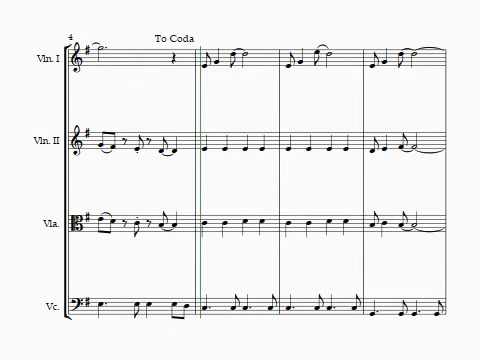 4
To Coda
Vln. I
Vln. II
Vla.
Vc.